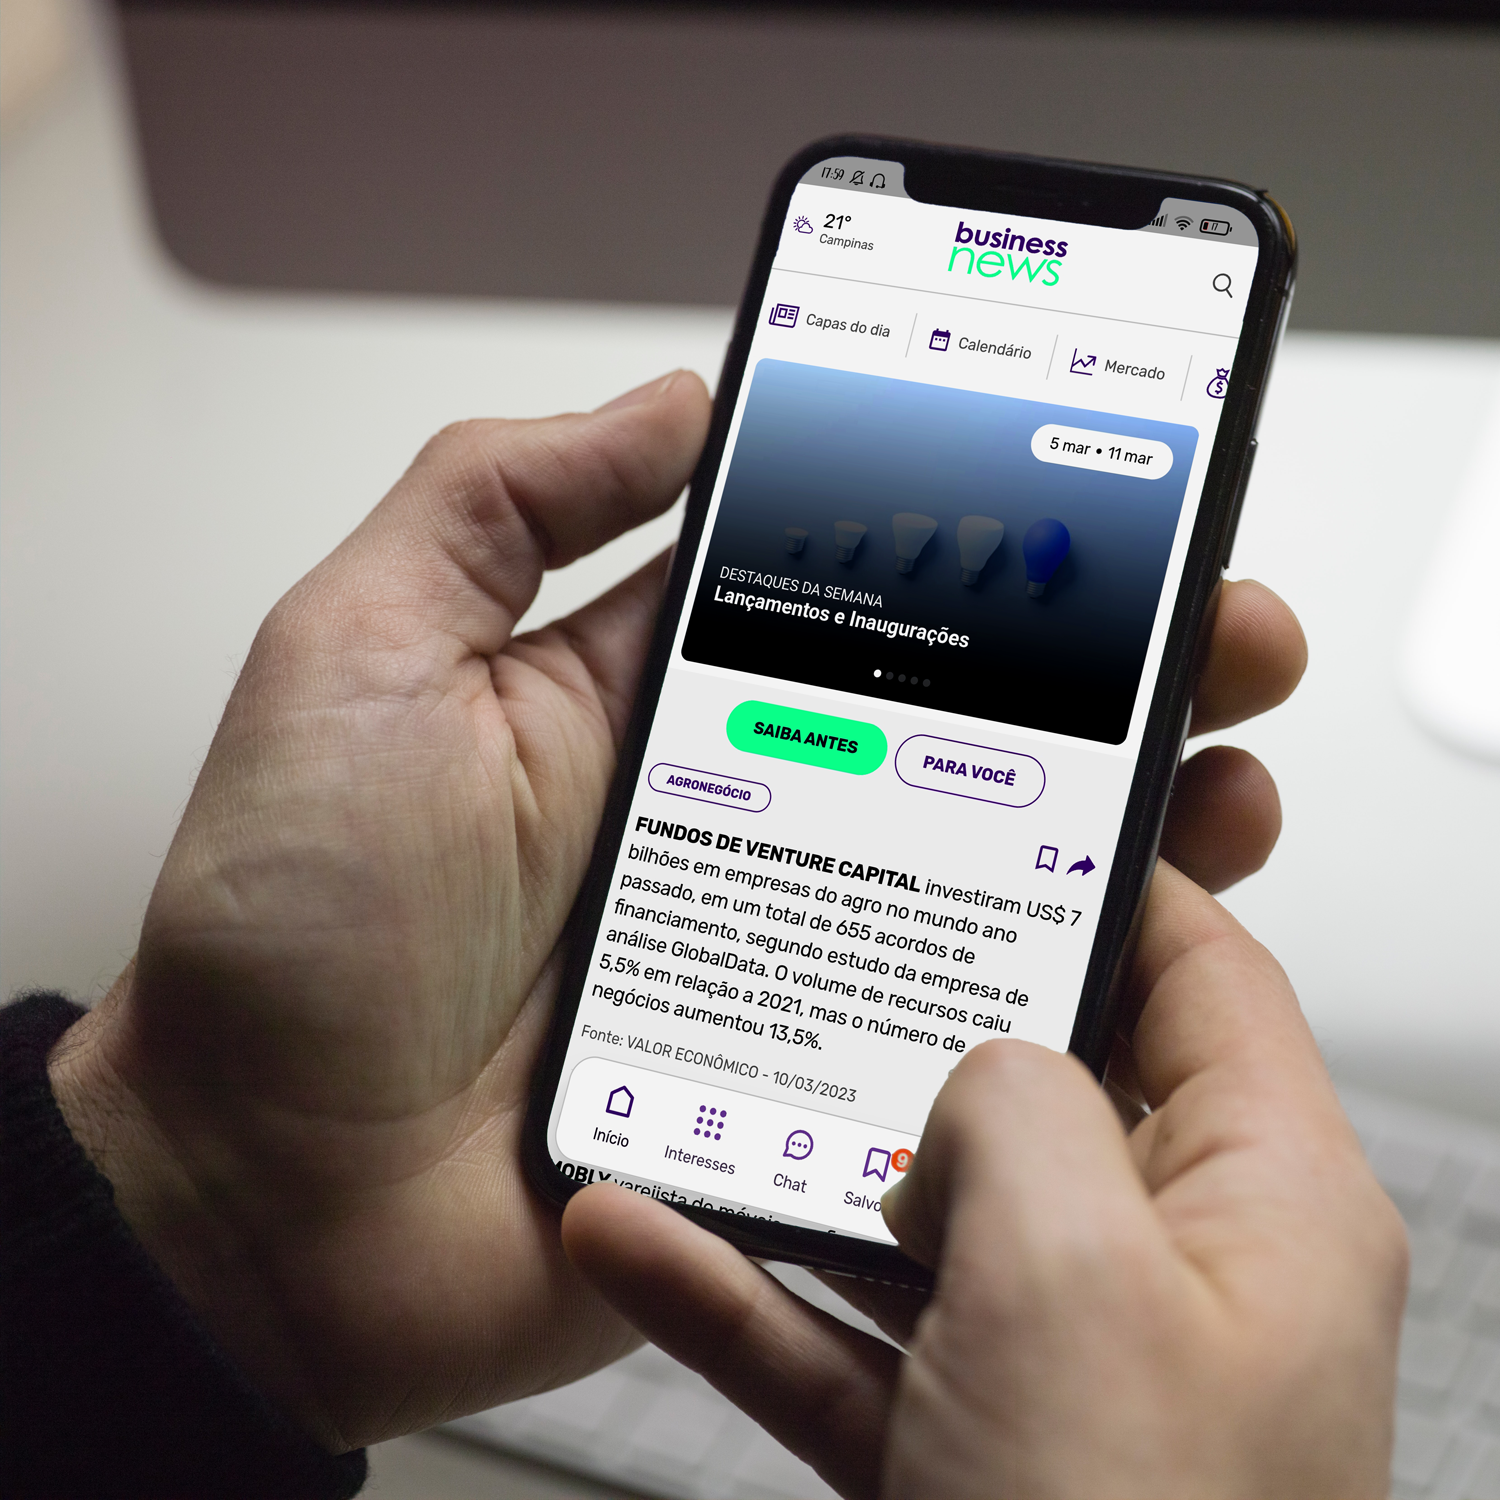 17:59
17
21°
Campinas
business
news
Capas do dia
Calendário
Mercado
$
5 mar • 11 mar
DESTAQUES DA SEMANA
Lançamentos e Inaugurações
SAIBA ANTES
PARA VOCÊ
AGRONEGÓCIO
FUNDOS DE VENTURE CAPITAL investiram US$ 7
bilhões em empresas do agro no mundo ano
passado, em um total de 655 acordos de
financiamento, segundo estudo da empresa de
análise GlobalData. O volume de recursos caiu
5,5% em relação a 2021, mas o número de
negócios aumentou 13,5%.
Fonte: VALOR ECONÔMICO - 10/03/2023
Início
Interesses
Chat
Salvo
9
MOBLY varejista de móveis